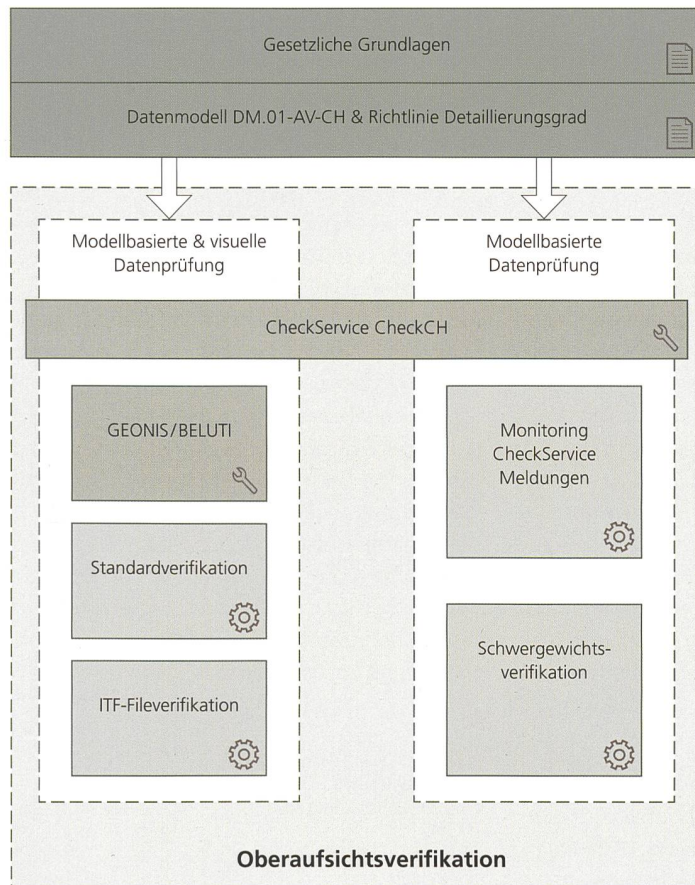 Gesetzliche Grundlagen
Datenmodell DM.01-AV-CH & Richtlinie Detaillierungsgrad
Modellbasierte & visuelle
Datenprüfung
Modellbasierte
Datenprüfung
CheckService CheckCH
GEONIS/BELUTI
Standardverifikation
ITF-Fileverifikation
Monitoring
CheckService
Meldungen
Schwergewichts-
verifikation
Oberaufsichtsverifikation